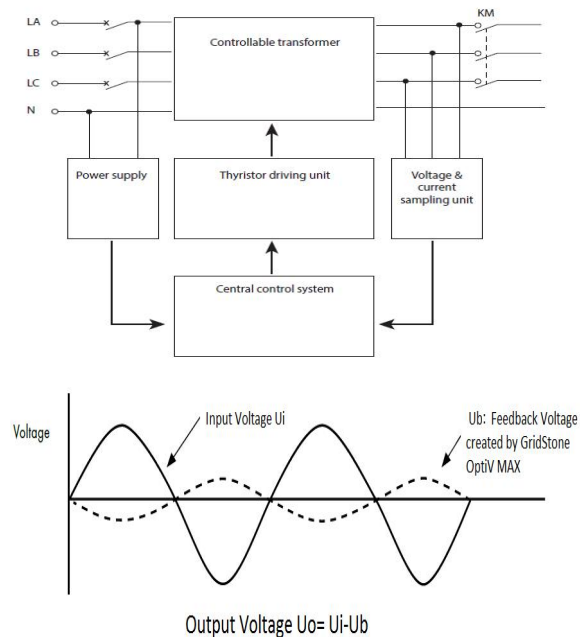 LA
KM
Controllable transformer
LB
LC
N
Power supply
Thyristor driving unit
Voltage &
current
sampling unit
Central control system
Voltage
Input Voltage Ui
Ub: Feedback Voltage
created by GridStone
OptiV MAX
Output Voltage Uo= Ui-Ub